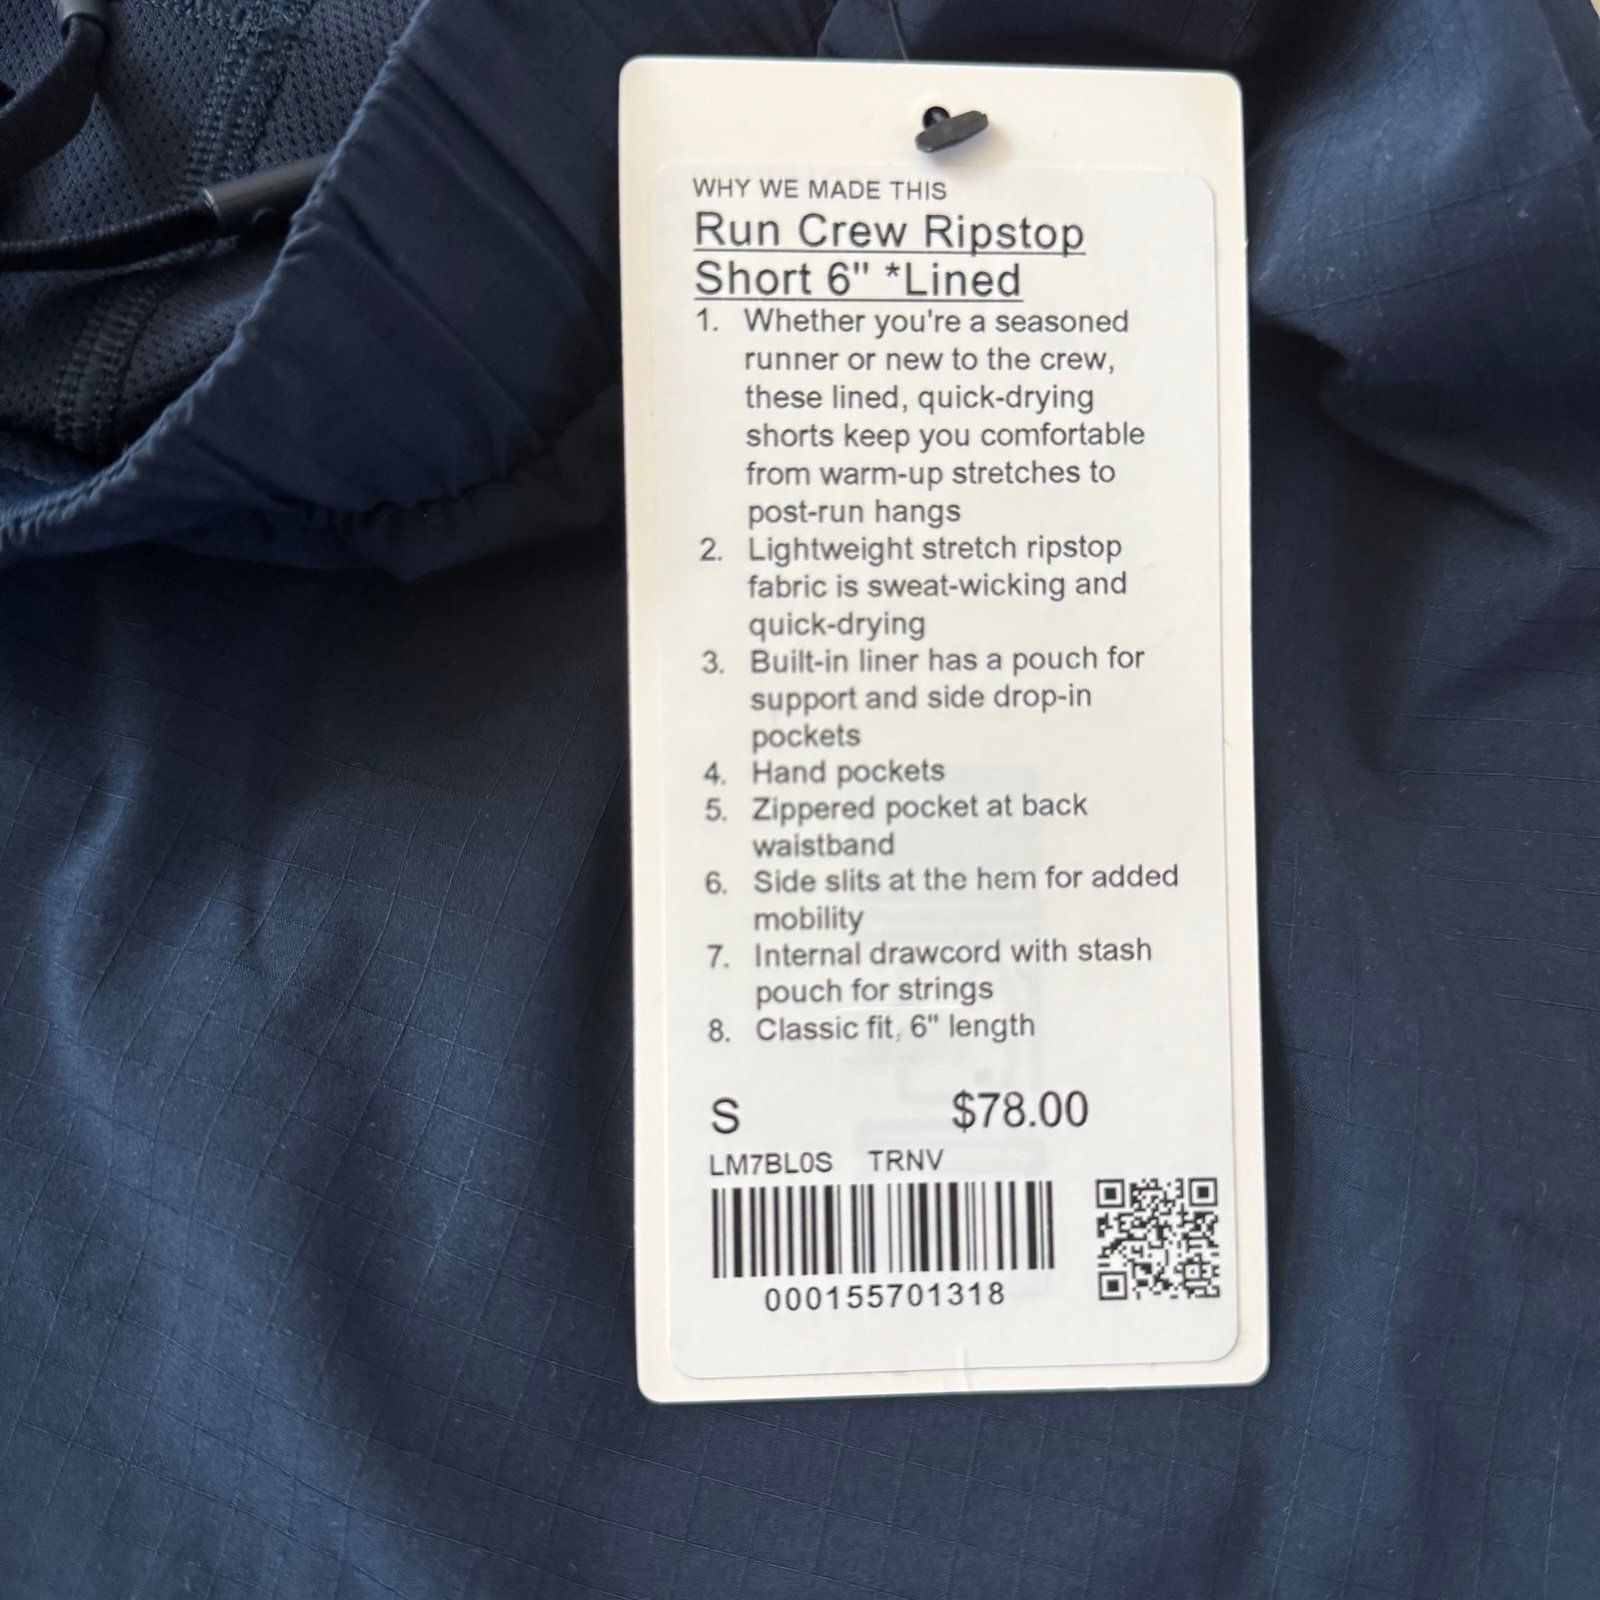 WHY WE MADE THIS
Run Crew Ripstop
Short 6" *Lined
1. Whether you're a seasoned
runner or new to the crew,
these lined, quick-drying
shorts keep you comfortable
from warm-up stretches to
post-run hangs
2. Lightweight stretch ripstop
fabric is sweat-wicking and
quick-drying
3. Built-in liner has a pouch for
support and side drop-in
pockets
4. Hand pockets
5. Zippered pocket at back
waistband
6. Side slits at the hem for added
mobility
7. Internal drawcord with stash
pouch for strings
8. Classic fit, 6" length
S $78.00
LM7BL0S TRNV
000155701318